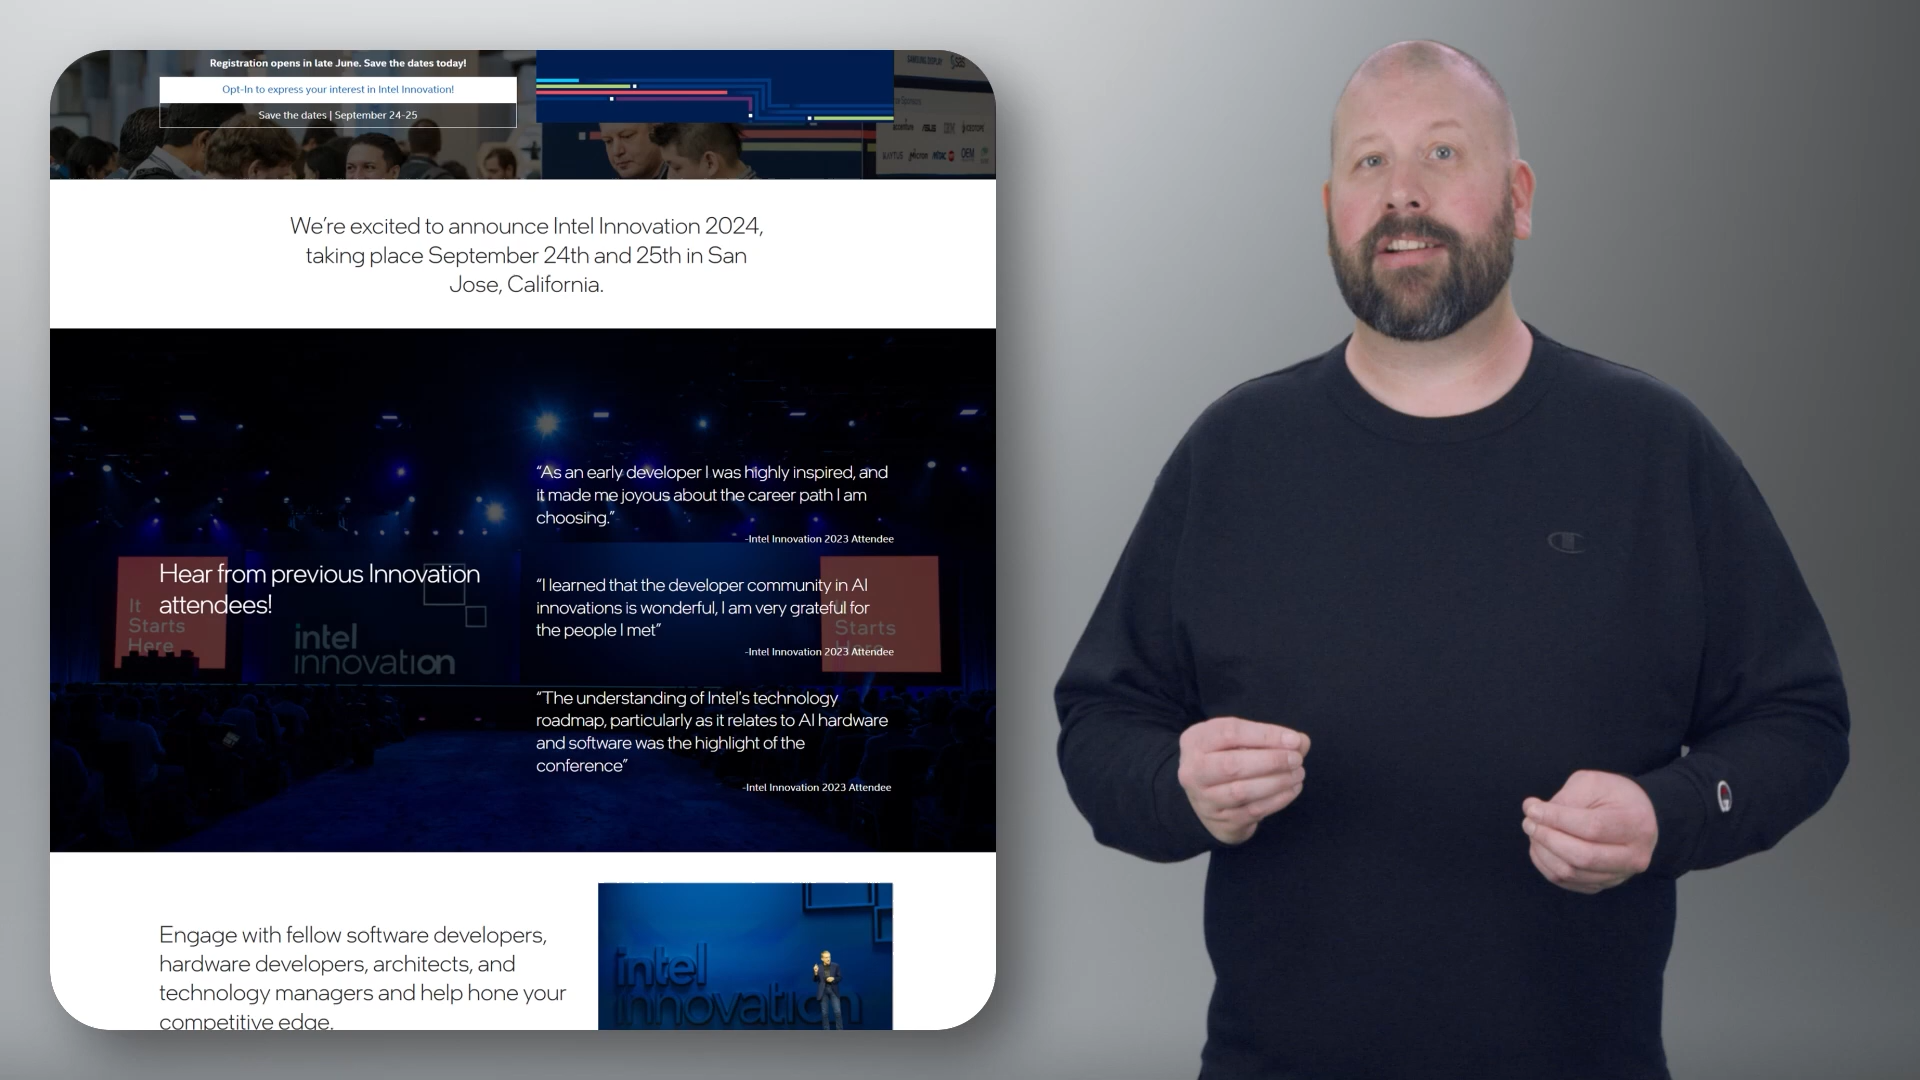 Registration opens in late June. Save the dates today!
Opt-In to express your interest in Intel Innovation!
Save the dates | September 24-25
We're excited to announce Intel Innovation 2024,
taking place September 24th and 25th in San
Jose, California.
Hear from previous Innovation
attendees!
It
Starts
Here
intel
innovation
"As an early developer I was highly inspired, and
it made me joyous about the career path I am
choosing."
-Intel Innovation 2023 Attendee
"I learned that the developer community in AI
innovations is wonderful, I am very grateful for
the people I met"
Starts
-Intel Innovation 2023 Attendee
"The understanding of Intel's technology
roadmap, particularly as it relates to AI hardware
and software was the highlight of the
conference"
-Intel Innovation 2023 Attendee
Engage with fellow software developers,
hardware developers, architects, and
technology managers and help hone your
competitive edge.
intel
innovation